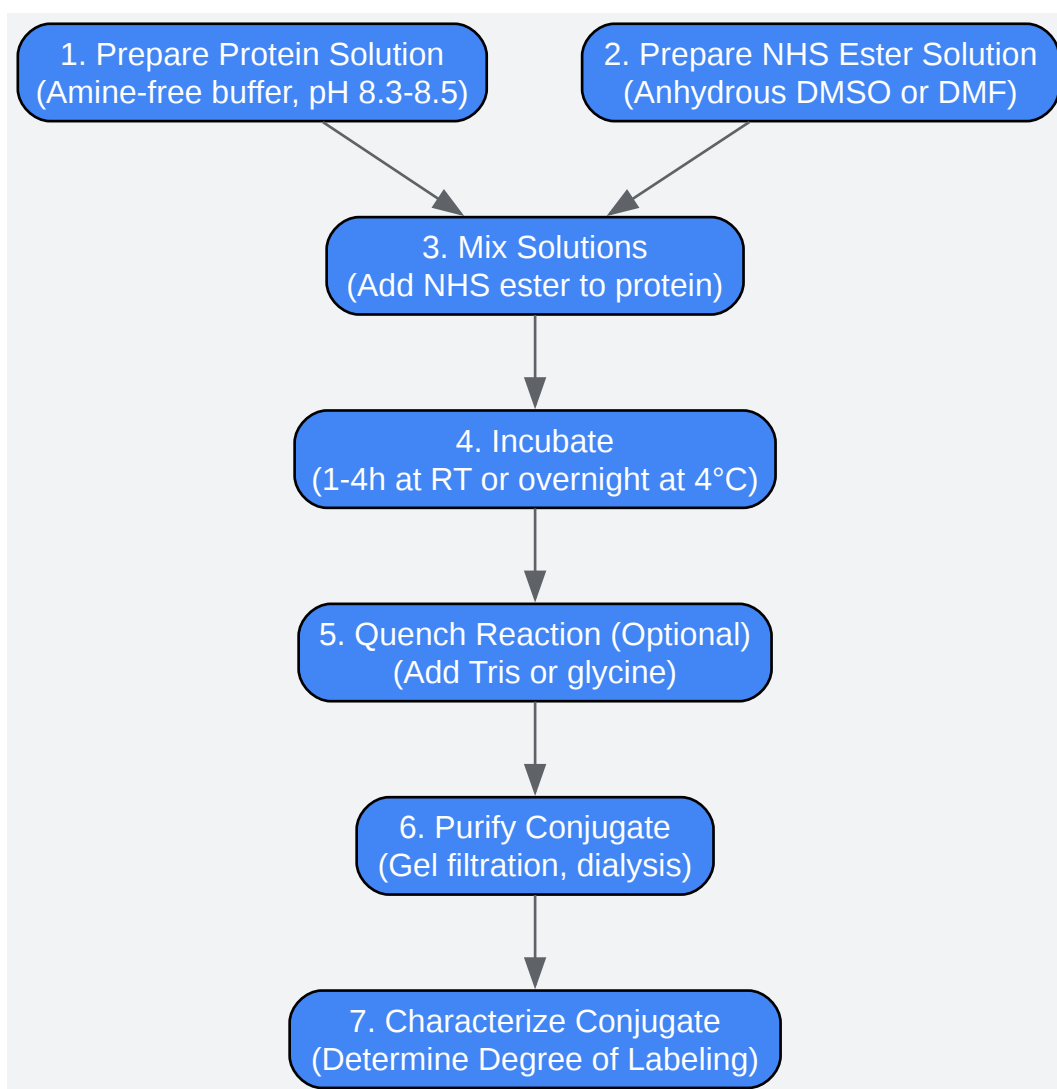 1. Prepare Protein Solution
(Amine-free buffer, pH 8.3-8.5)
2. Prepare NHS Ester Solution
(Anhydrous DMSO or DMF)
3. Mix Solutions
(Add NHS ester to protein)
4. Incubate
(1-4h at RT or overnight at 4°C)
5. Quench Reaction (Optional)
(Add Tris or glycine)
6. Purify Conjugate
(Gel filtration, dialysis)
7. Characterize Conjugate
(Determine Degree of Labeling)